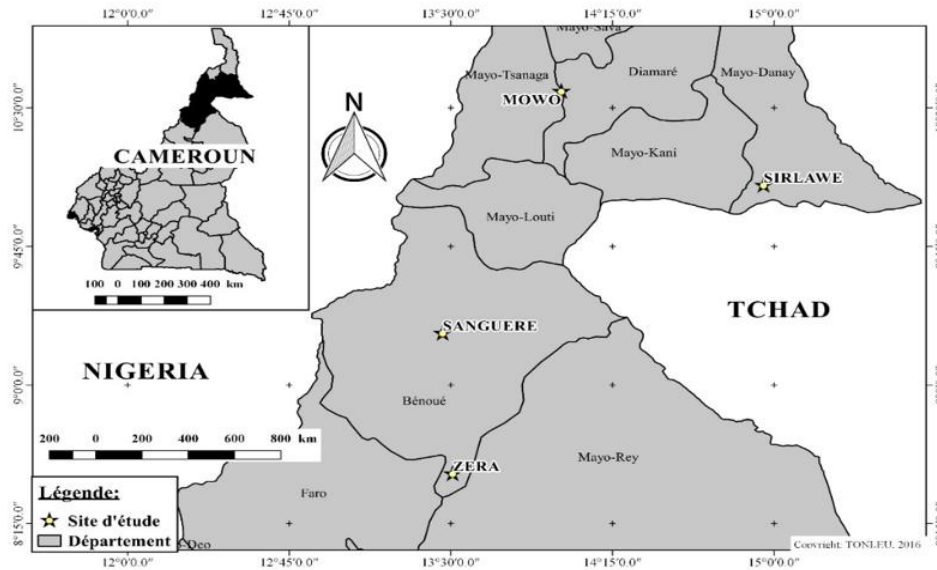 12°00'0.0" 12°45'0.0" 13°30'0.0" 14°15'0.0" 15°00'0.0"
Mayo-Sava
Mayo-Tsanaga
Diamaré
Mayo-Danay
MOWO
10°30'0.0"
N
CAMEROUN
Mayo-Kani
SIRLAWE
Mayo-Louti
9°45'0.0"
100 0 100 200 300 400 km
TCHAD
SANGUERE
NIGERIA
9°0'0.0"
Bénoué
200 0 200 400 600 800 km
ZERA
Mayo-Rey
Légende:
Faro
Site d'étude
8°15'0.0"
Département
-Deo
Copyright: TONLEU, 2016
12°00'0.0" 12°45'0.0" 13°30'0.0" 14°15'0.0" 15°00'0.0"